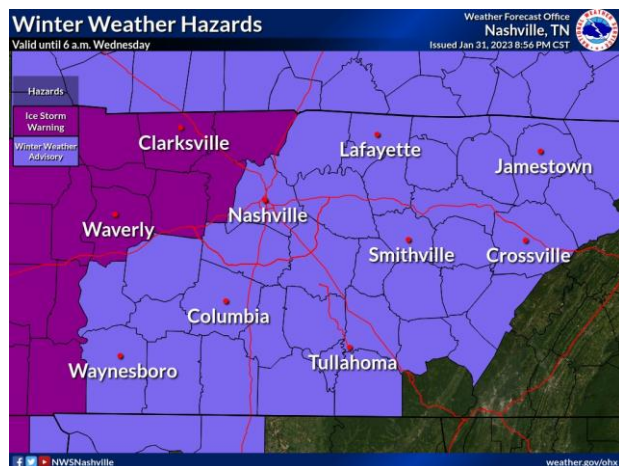 Winter Weather Hazards
Valid until 6 a.m. Wednesday
Weather Forecast Office
Nashville, TN
Issued Jan 31, 2023 8:56 PM CST
Hazards
Ice Storm
Warning
Winter Weather
Advisory
Clarksville
Lafayette
Jamestown
Nashville
Waverly
Smithville
Crossville
Columbia
Waynesboro
Tullahoma
NWSNashville
weather.gov/ohx